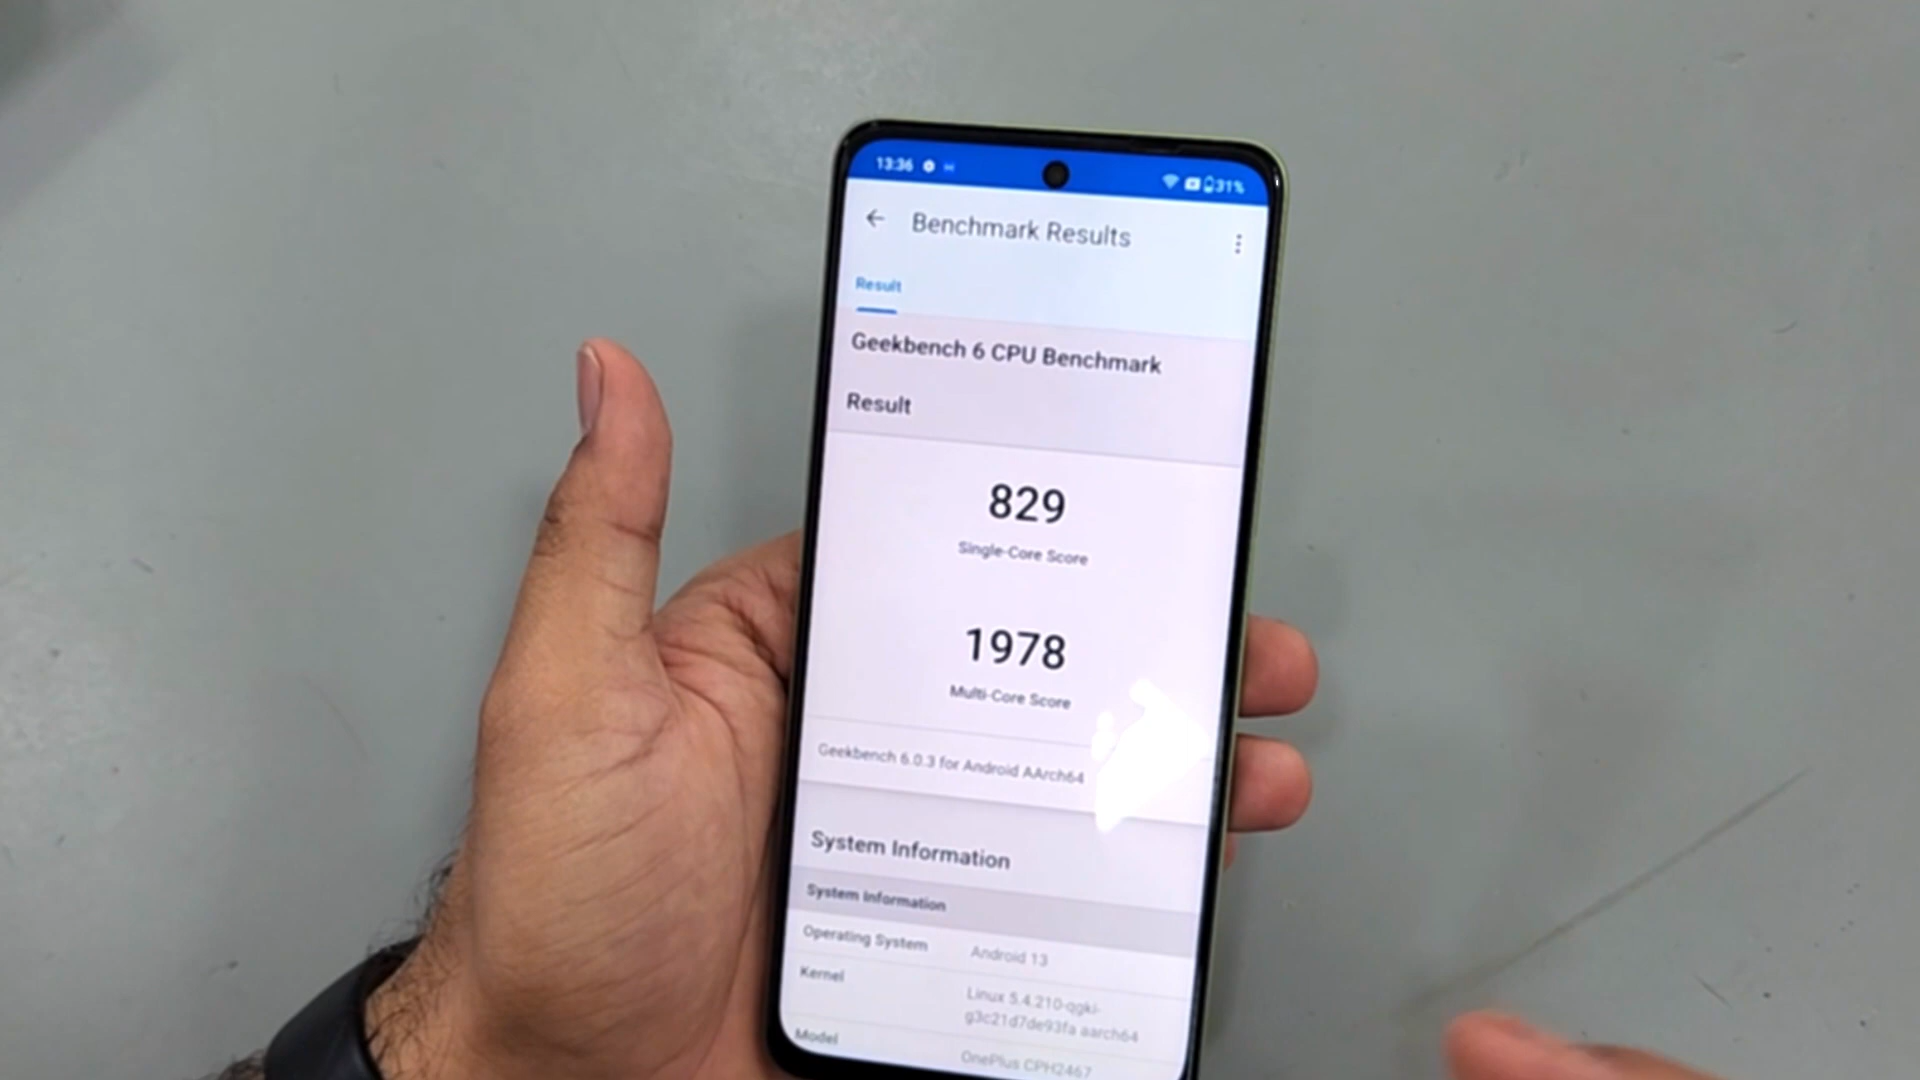 13:36 31%
Benchmark Results
Result
Geekbench 6 CPU Benchmark
Result
829
Single-Core Score
1978
Multi-Core Score
Geekbench 6.0.3 for Android AArch64
System Information
System Information
Operating System Android 13
Kernel Linux 5.4.210-qgki-
g3c21d7de93fa aarch64
Model OnePlus CPH2467